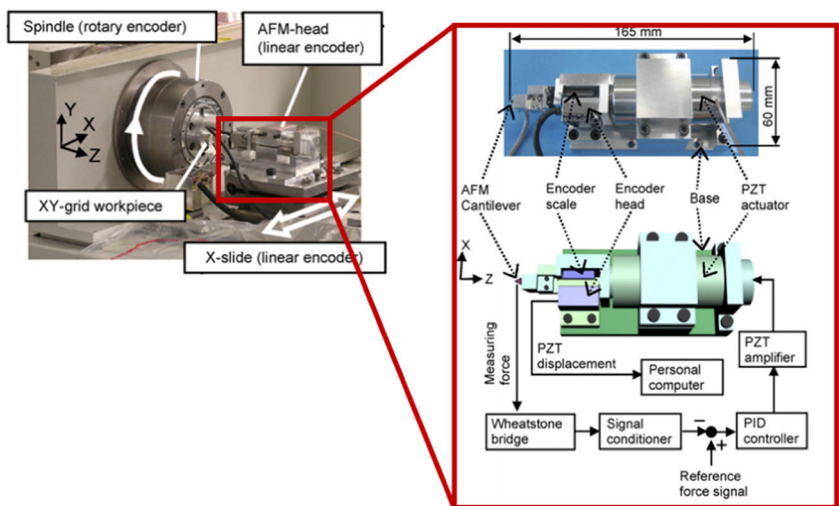 Spindle (rotary encoder)
AFM-head
(linear encoder)
Y
X
Z
XY-grid workpiece
X-slide (linear encoder)
165 mm
60 mm
AFM
Cantilever
Encoder
scale
Encoder
head
Base
PZT
actuator
X
Z
Measuring
force
PZT
displacement
Personal
computer
PZT
amplifier
Wheatstone
bridge
Signal
conditioner
−
+
PID
controller
Reference
force signal